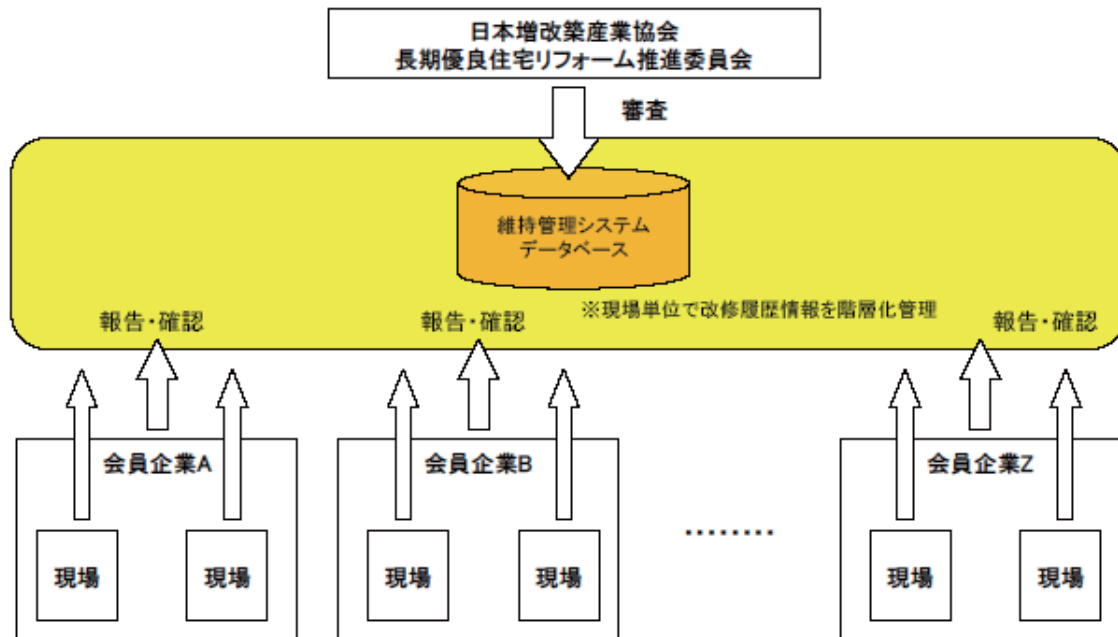 日本増改築産業協会
長期優良住宅リフォーム推進委員会
審査
維持管理システム
データベース
※現場単位で改修履歴情報を階層化管理
報告・確認
報告・確認
報告・確認
会員企業A
会員企業B
会員企業Z
………
現場
現場
現場
現場
現場
現場